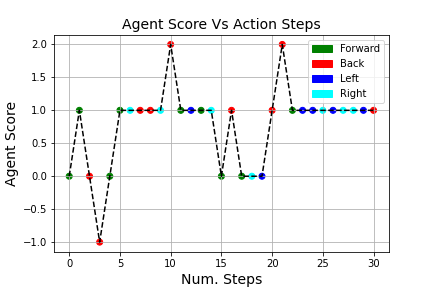 Agent Score Vs Action Steps
Agent Score
2.0
1.5
1.0
0.5
0.0
−0.5
−1.0
Forward
Back
Left
Right
0 5 10 15 20 25 30
Num. Steps